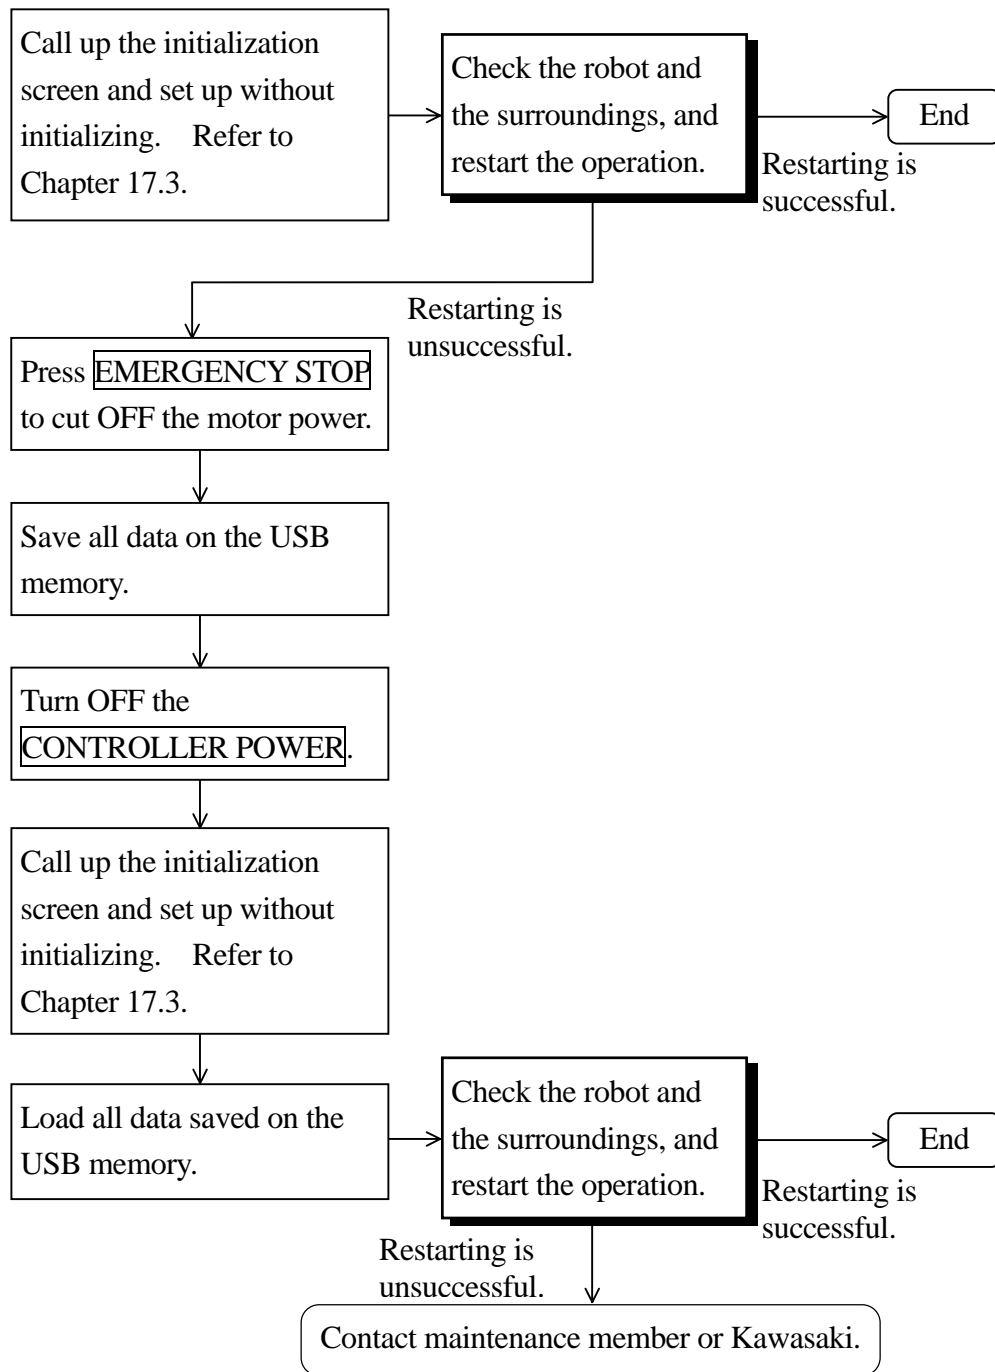 Call up the initialization
screen and set up without
initializing. Refer to
Chapter 17.3.
Check the robot and
the surroundings, and
restart the operation.
End
Restarting is
successful.
Restarting is
unsuccessful.
Press EMERGENCY STOP
to cut OFF the motor power.
Save all data on the USB
memory.
Turn OFF the
CONTROLLER POWER.
Call up the initialization
screen and set up without
initializing. Refer to
Chapter 17.3.
Load all data saved on the
USB memory.
Check the robot and
the surroundings, and
restart the operation.
End
Restarting is
successful.
Restarting is
unsuccessful.
Contact maintenance member or Kawasaki.